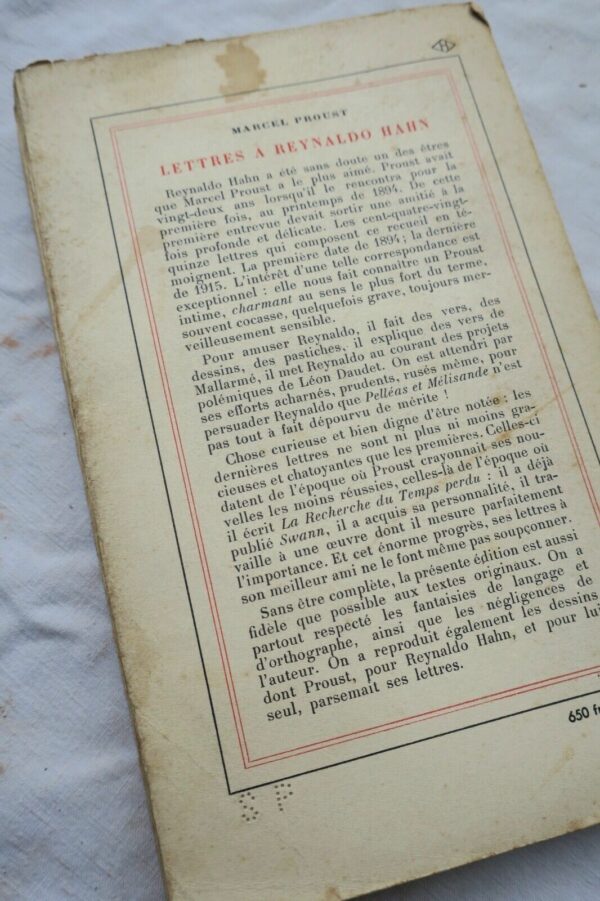 MARCEL PROUST
LETTRES À REYNALDO HAHN
Reynaldo Hahn a été sans doute un des êtres
que Marcel Proust a le plus aimé. Proust avait
vingt-deux ans lorsqu'il le rencontra pour la
première fois, au printemps de 1894. De cette
première entrevue devait sortir une amitié à la
fois profonde et délicate. Les cent-quatre-vingt-
quinze lettres qui composent ce recueil en té-
moignent. La première date de 1894 ; la dernière
de 1915. L'intérêt d'une telle correspondance est
exceptionnel : elle nous fait connaître un Proust
intime, charmant au sens le plus fort du terme,
souvent cocasse, quelquefois grave, toujours mer-
veilleusement sensible.
Pour amuser Reynaldo, il fait des vers, des
dessins, des pastiches, il explique des vers de
Mallarmé, il met Reynaldo au courant des projets
polémiques de Léon Daudet. On est attendri par
ses efforts acharnés, prudents, rusés même, pour
persuader Reynaldo que Pelléas et Mélisande n'est
pas tout à fait dépourvu de mérite !
Chose curieuse et bien digne d'être notée : les
dernières lettres ne sont ni plus ni moins gra-
cieuses et chatoyantes que les premières. Celles-ci
datent de l'époque où Proust crayonnait ses nou-
velles les moins réussies, celles-là de l'époque où
il écrit La Recherche du Temps perdu : il a déjà
publié Swann, il a acquis sa personnalité, il tra-
vaille à une œuvre dont il mesure parfaitement
l'importance. Et cet énorme progrès, ses lettres à
son meilleur ami ne le font même pas soupçonner.
Sans être complète, la présente édition est aussi
fidèle que possible aux textes originaux. On a
partout respecté les fantaisies de langage et
d'orthographe, ainsi que les négligences de
l'auteur. On a reproduit également les dessins
dont Proust, pour Reynaldo Hahn, et pour lui
seul, parsemait ses lettres.
650 fr
S P